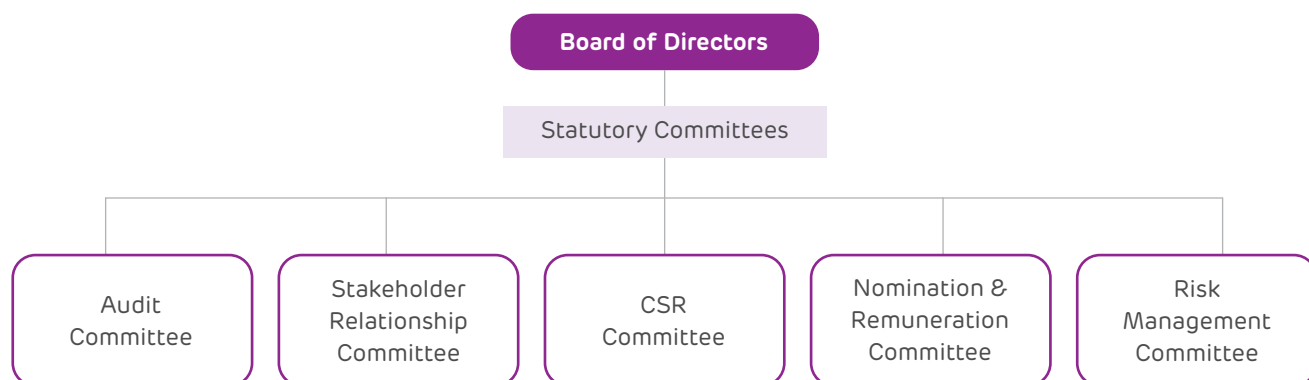 Board of Directors
Statutory Committees
Audit
Committee
Stakeholder
Relationship
Committee
CSR
Committee
Nomination &
Remuneration
Committee
Risk
Management
Committee